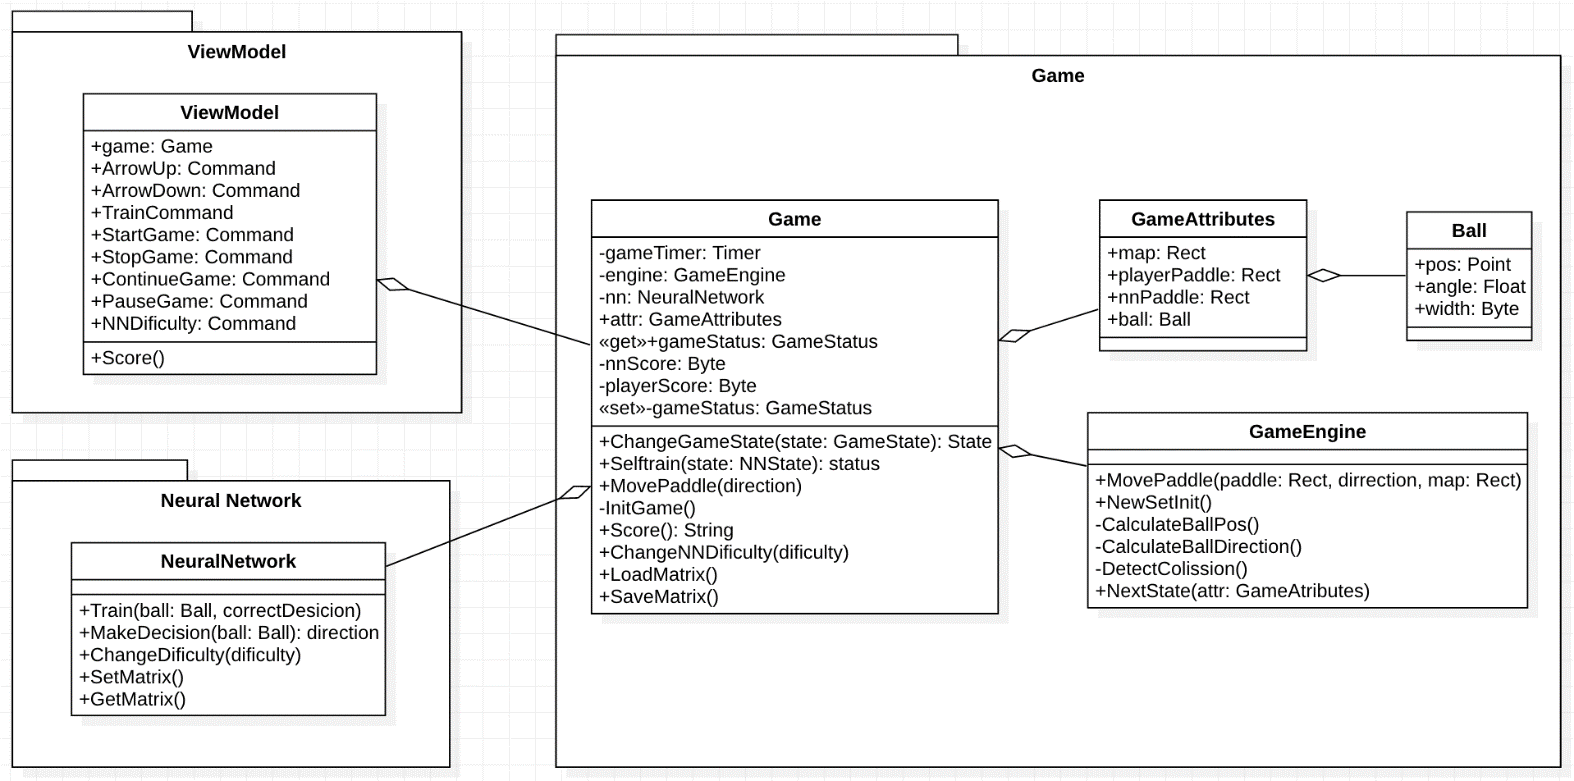 ViewModel
ViewModel
+game: Game
+ArrowUp: Command
+ArrowDown: Command
+TrainCommand
+StartGame: Command
+StopGame: Command
+ContinueGame: Command
+PauseGame: Command
+NNDificulty: Command
+Score()
Neural Network
NeuralNetwork
+Train(ball: Ball, correctDesicion)
+MakeDecision(ball: Ball): direction
+ChangeDificulty(dificulty)
+SetMatrix()
+GetMatrix()
Game
Game
-gameTimer: Timer
-engine: GameEngine
-nn: NeuralNetwork
+attr: GameAttributes
«get»+gameStatus: GameStatus
-nnScore: Byte
-playerScore: Byte
«set»-gameStatus: GameStatus
+ChangeGameState(state: GameState): State
+Selftrain(state: NNState): status
+MovePaddle(direction)
-InitGame()
+Score(): String
+ChangeNNDificulty(dificulty)
+LoadMatrix()
+SaveMatrix()
GameAttributes
+map: Rect
+playerPaddle: Rect
+nnPaddle: Rect
+ball: Ball
Ball
+pos: Point
+angle: Float
+width: Byte
GameEngine
+MovePaddle(paddle: Rect, dirrection, map: Rect)
+NewSetInit()
-CalculateBallPos()
-CalculateBallDirection()
-DetectColission()
+NextState(attr: GameAtributes)